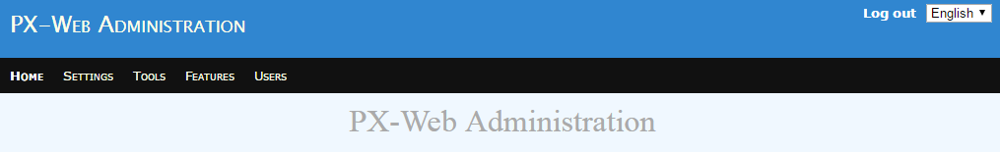 PX-Web Administration
Log out English
Home Settings Tools Features Users
PX-Web Administration